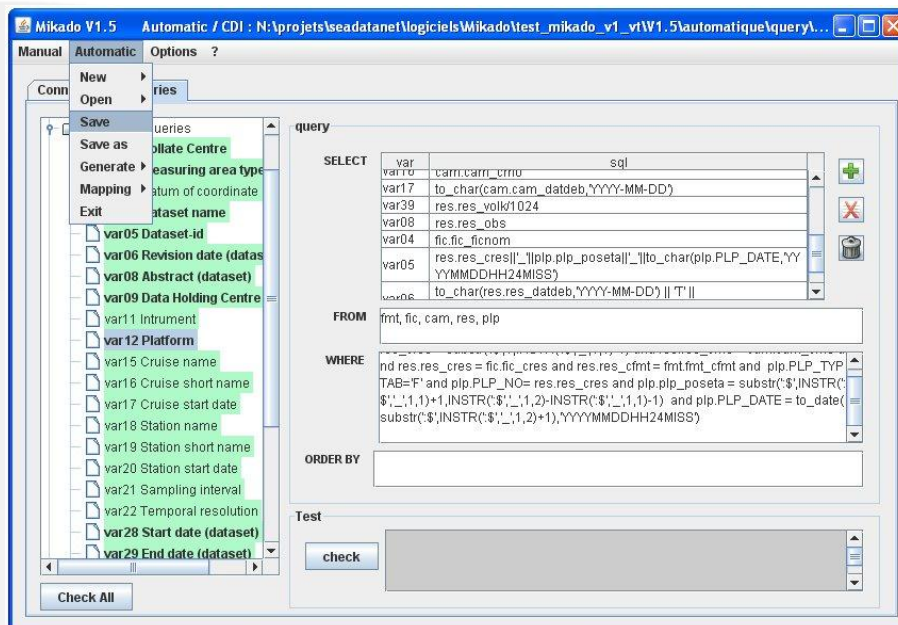 Mikado V1.5 Automatic / CDI : N:\projets\seadatanet\logiciels\Mikado\test_mikado_v1_vt\V1.5\automatique\query\...
Manual Automatic Options ?
New
Open
Save
Save as
Generate
Mapping
Exit
Conn
ries
ueries
ollate Centre
easuring area type
atum of coordinate
ataset name
var05 Dataset-id
var06 Revision date (datas
var08 Abstract (dataset)
var09 Data Holding Centre
var11 Intrument
var12 Platform
var15 Cruise name
var16 Cruise short name
var17 Cruise start date
var18 Station name
var19 Station short name
var20 Station start date
var21 Sampling interval
var22 Temporal resolution
var28 Start date (dataset)
var29 End date (dataset)
Check All
query
SELECT
var sql
var17 to_char(cam.cam_datdeb,'YYYY-MM-DD')
var39 res.res_volk/1024
var08 res.res_obs
var04 fic.fic_ficnom
var05 res.res_cres||'_'||plp.plp_poseta||'_'||to_char(plp.PLP_DATE,'YY
YYMMDDHH24MISS')
var06 to_char(res.res_datdeb,'YYYY-MM-DD') || 'T' ||
FROM
fmt, fic, cam, res, plp
WHERE
nd res.res_cres = fic.fic_cres and res.res_cfmt = fmt.fmt_cfmt and plp.PLP_TYP
TAB='F' and plp.PLP_NO= res.res_cres and plp.plp_poseta = substr(':$',INSTR(':
$','_',1,1)+1,INSTR(':$','_',1,2)-INSTR(':$','_',1,1)-1) and plp.PLP_DATE = to_date(
substr(':$',INSTR(':$','_',1,2)+1),'YYYYMMDDHH24MISS')
ORDER BY
Test
check